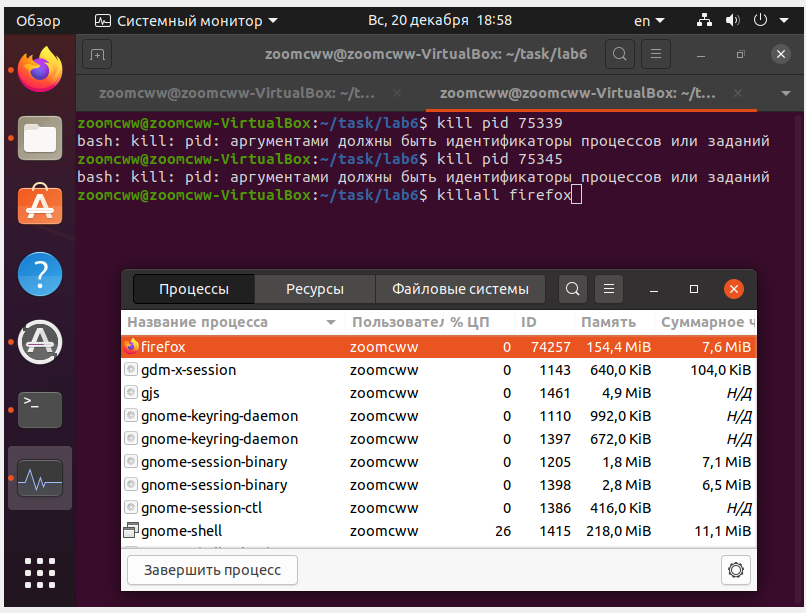 Обзор Системный монитор Вс, 20 декабря 18:58 en
zoomcww@zoomcww-VirtualBox: ~/task/lab6
zoomcww@zoomcww-VirtualBox: ~/t... zoomcww@zoomcww-VirtualBox: ~/t...
zoomcww@zoomcww-VirtualBox:~/task/lab6$ kill pid 75339
bash: kill: pid: аргументами должны быть идентификаторы процессов или заданий
zoomcww@zoomcww-VirtualBox:~/task/lab6$ kill pid 75345
bash: kill: pid: аргументами должны быть идентификаторы процессов или заданий
zoomcww@zoomcww-VirtualBox:~/task/lab6$ killall firefox
Процессы Ресурсы Файловые системы
Название процесса Пользовател % ЦП ID Память Суммарное ч
firefox zoomcww 0 74257 154,4 MiB 7,6 MiB
gdm-x-session zoomcww 0 1143 640,0 KiB 104,0 KiB
gjs zoomcww 0 1461 4,9 MiB Н/Д
gnome-keyring-daemon zoomcww 0 1110 992,0 KiB Н/Д
gnome-keyring-daemon zoomcww 0 1397 672,0 KiB Н/Д
gnome-session-binary zoomcww 0 1205 1,8 MiB 7,1 MiB
gnome-session-binary zoomcww 0 1398 2,8 MiB 6,5 MiB
gnome-session-ctl zoomcww 0 1386 416,0 KiB Н/Д
gnome-shell zoomcww 26 1415 218,0 MiB 11,1 MiB
Завершить процесс